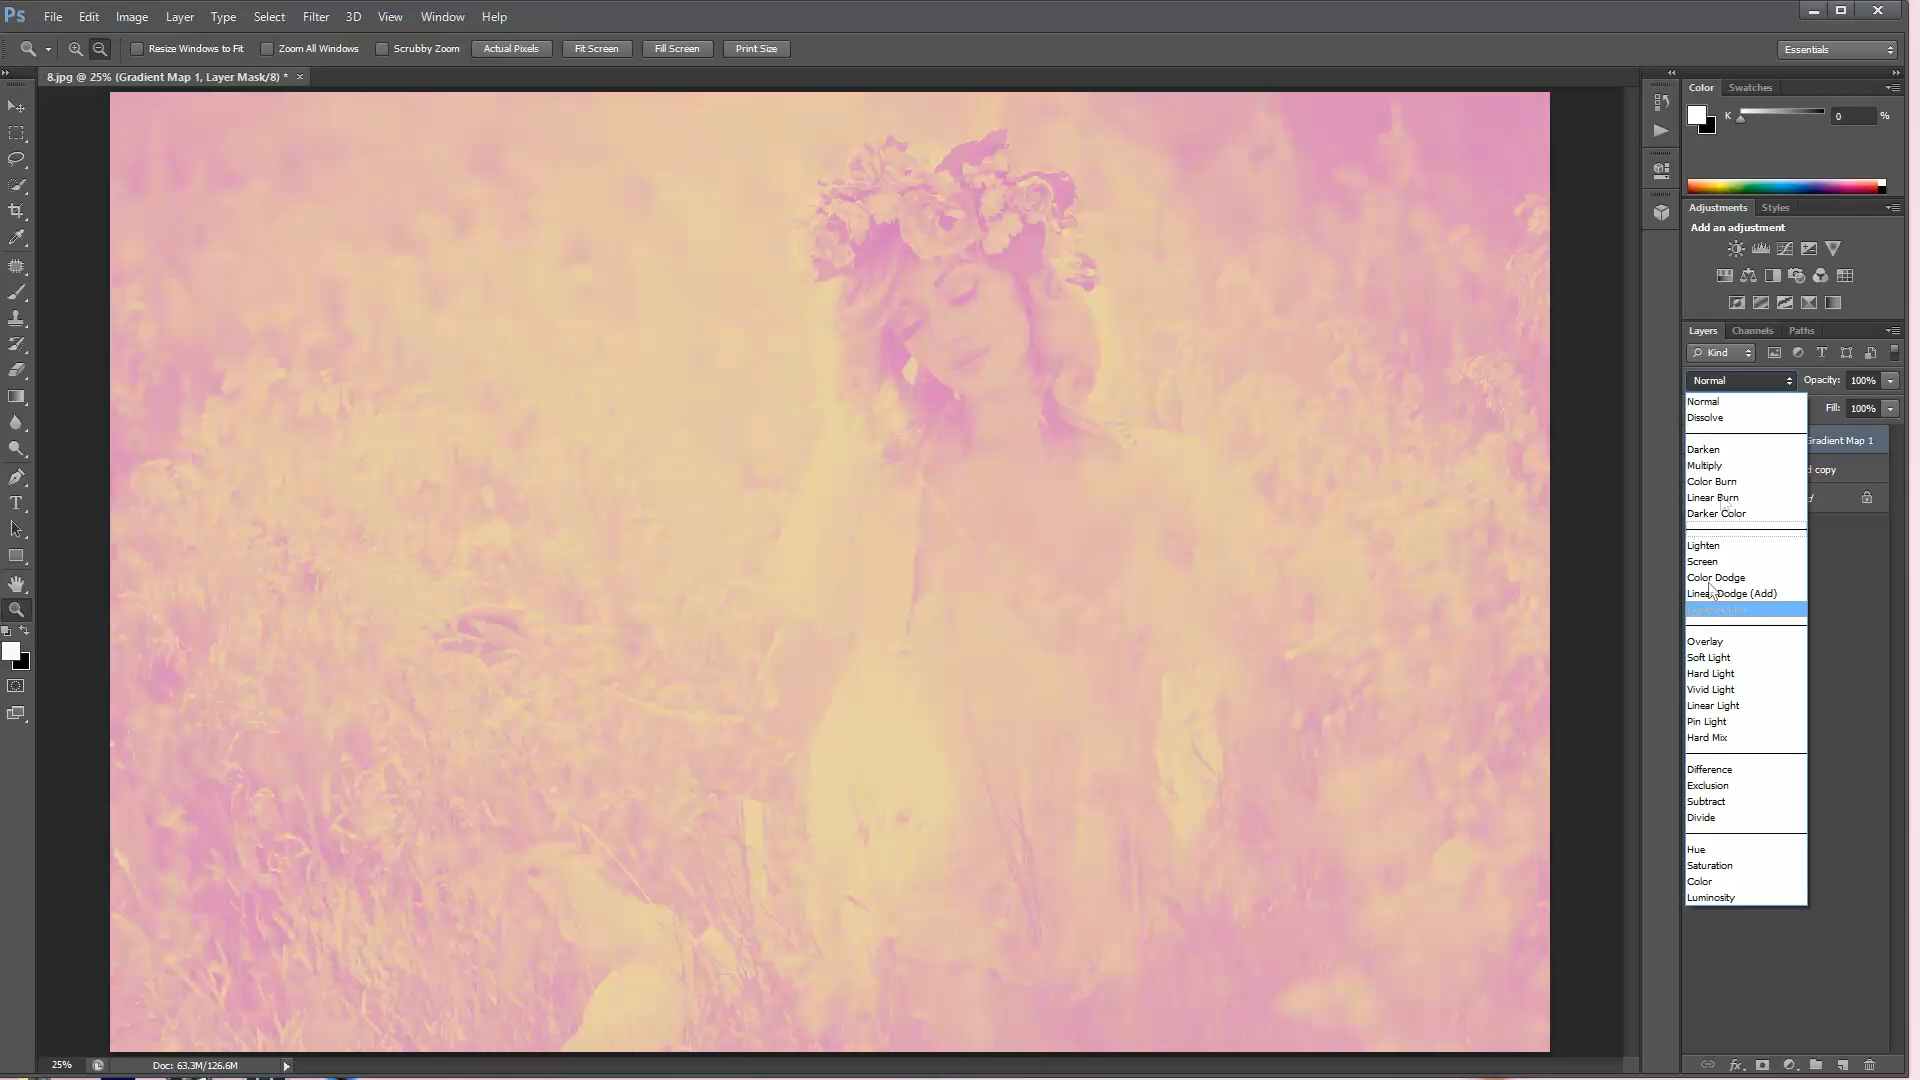 Ps File Edit Image Layer Type Select Filter 3D View Window Help
Resize Windows to Fit Zoom All Windows Scrubby Zoom Actual Pixels Fit Screen Fill Screen Print Size Essentials
8.jpg @ 25% (Gradient Map 1, Layer Mask/8) * ×
Color Swatches
K 0 %
Adjustments Styles
Add an adjustment
Layers Channels Paths
Kind
Normal Opacity: 100%
Fill: 100%
Normal
Dissolve
Darken
Multiply
Color Burn
Linear Burn
Darker Color
Lighten
Screen
Color Dodge
Linear Dodge (Add)
Overlay
Soft Light
Hard Light
Vivid Light
Linear Light
Pin Light
Hard Mix
Difference
Exclusion
Subtract
Divide
Hue
Saturation
Color
Luminosity
Gradient Map 1
copy
25% Doc: 63.3M/126.6M